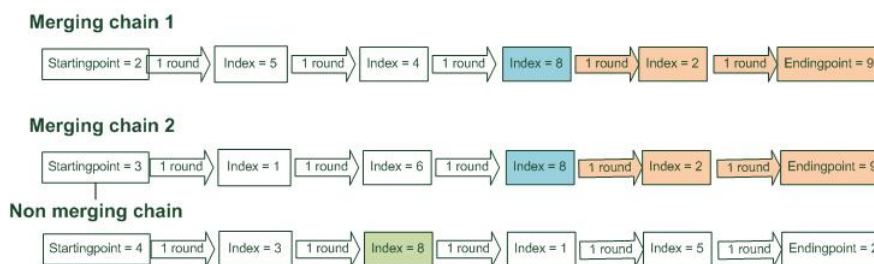 Merging chain 1
Startingpoint = 2 1 round Index = 5 1 round Index = 4 1 round Index = 8 1 round Index = 2 1 round Endingpoint = 9
Merging chain 2
Startingpoint = 3 1 round Index = 1 1 round Index = 6 1 round Index = 8 1 round Index = 2 1 round Endingpoint = 9
Non merging chain
Startingpoint = 4 1 round Index = 3 1 round Index = 8 1 round Index = 1 1 round Index = 5 1 round Endingpoint = 2